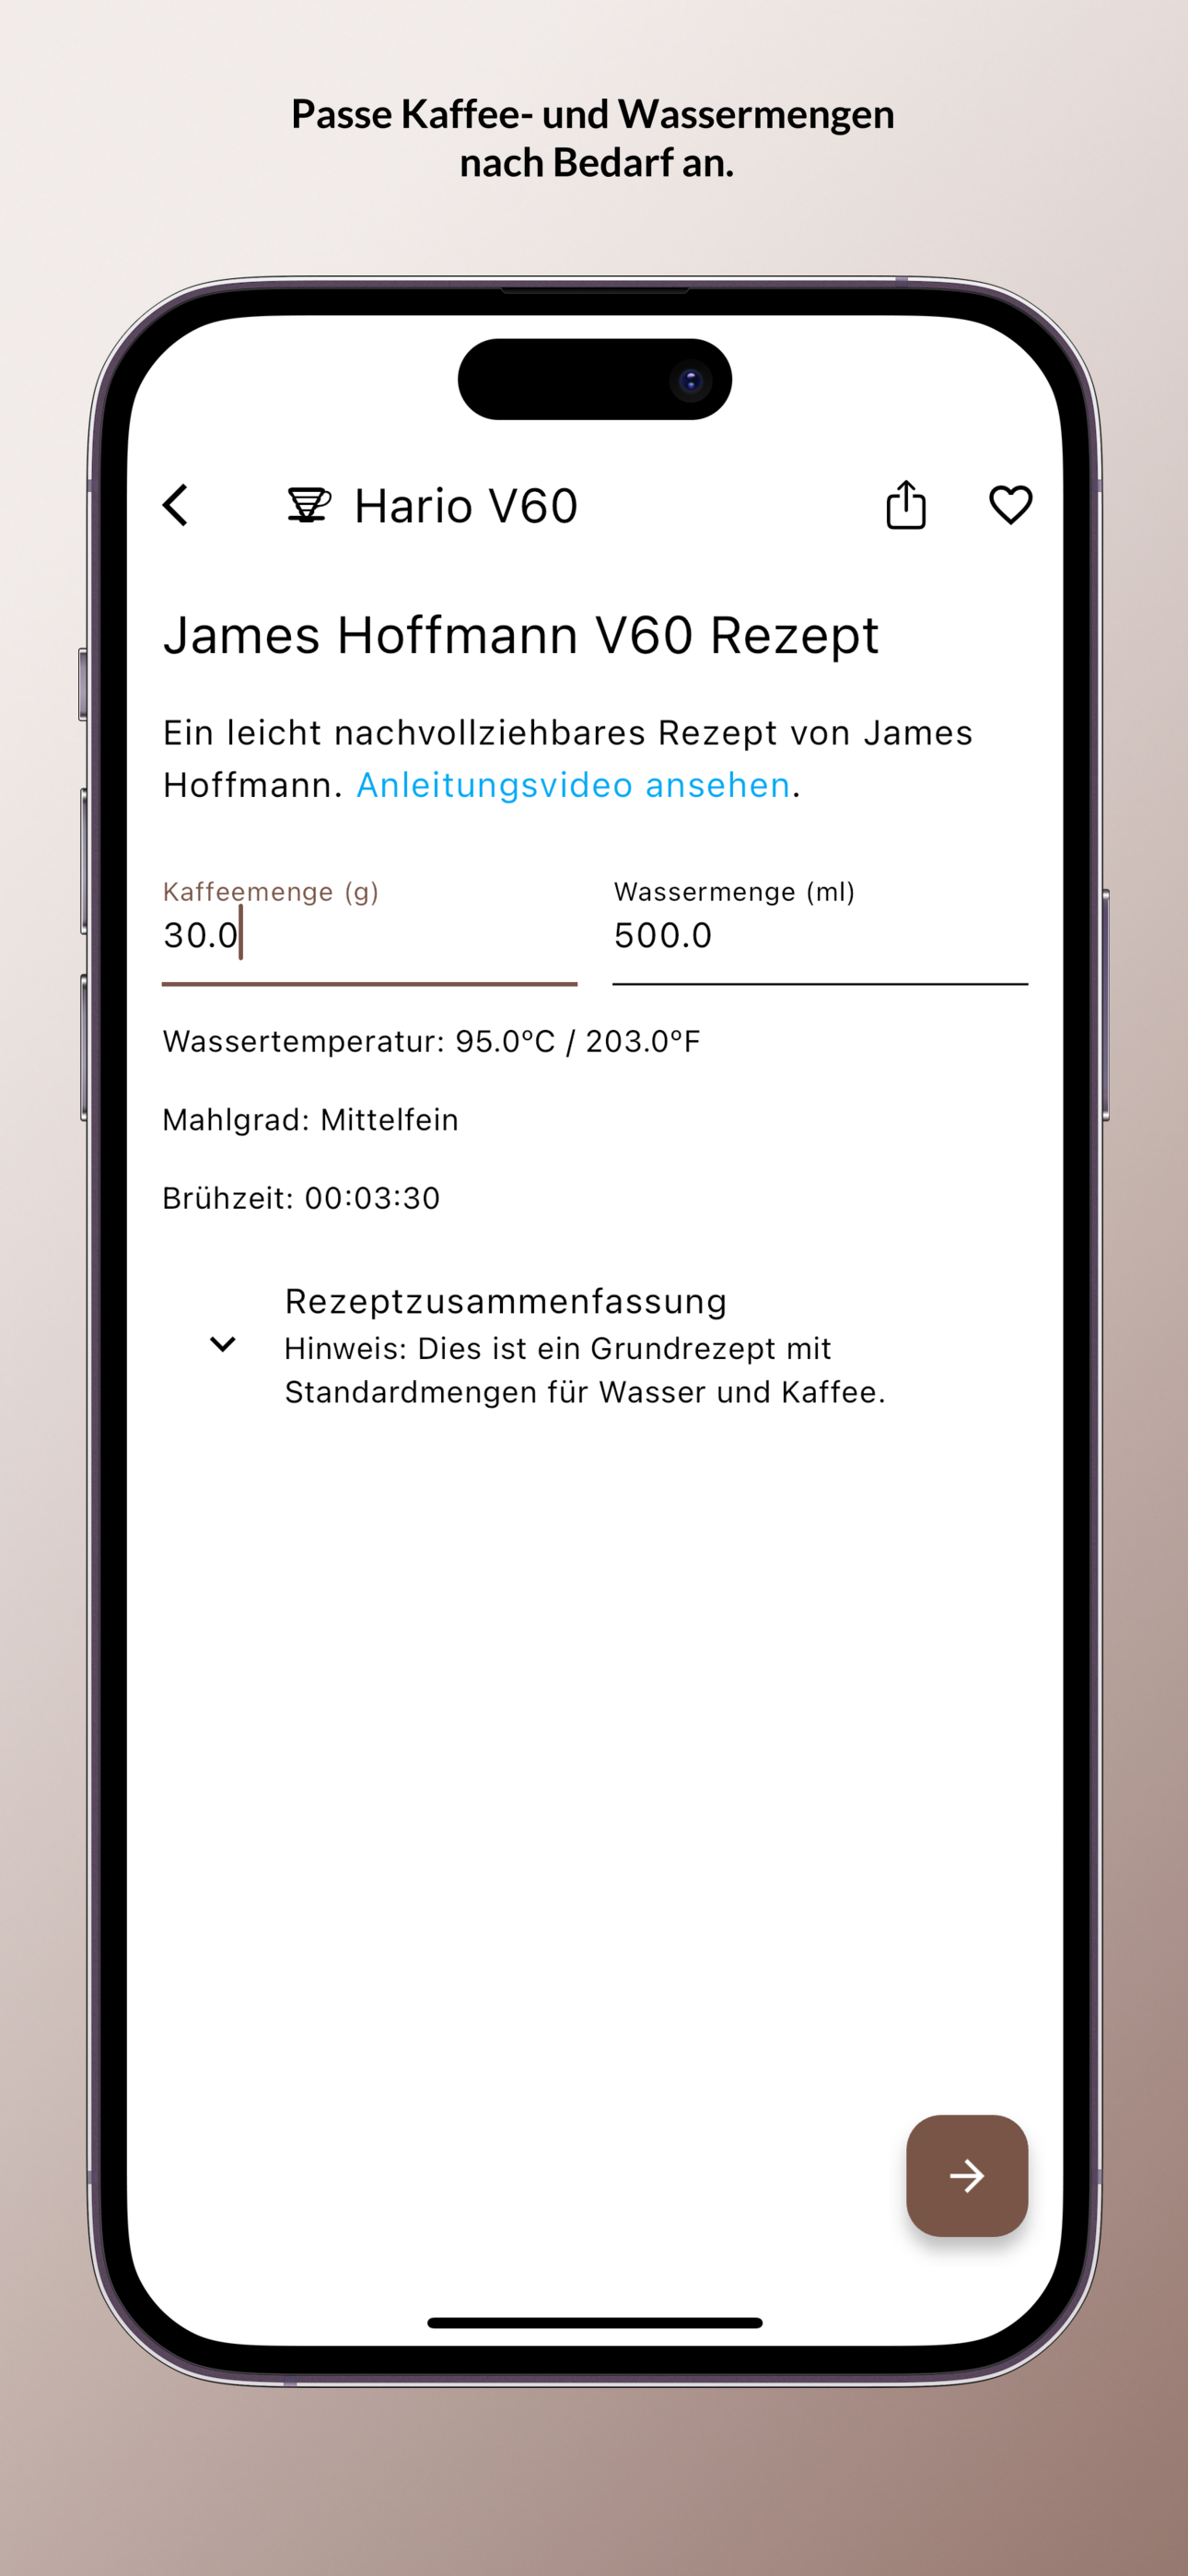 Passe Kaffee- und Wassermengen
nach Bedarf an.
Hario V60
James Hoffmann V60 Rezept
Ein leicht nachvollziehbares Rezept von James
Hoffmann. Anleitungsvideo ansehen.
Kaffeemenge (g)
30.0
Wassermenge (ml)
500.0
Wassertemperatur: 95.0ºC / 203.0ºF
Mahlgrad: Mittelfein
Brühzeit: 00:03:30
Rezeptzusammenfassung
Hinweis: Dies ist ein Grundrezept mit
Standardmengen für Wasser und Kaffee.